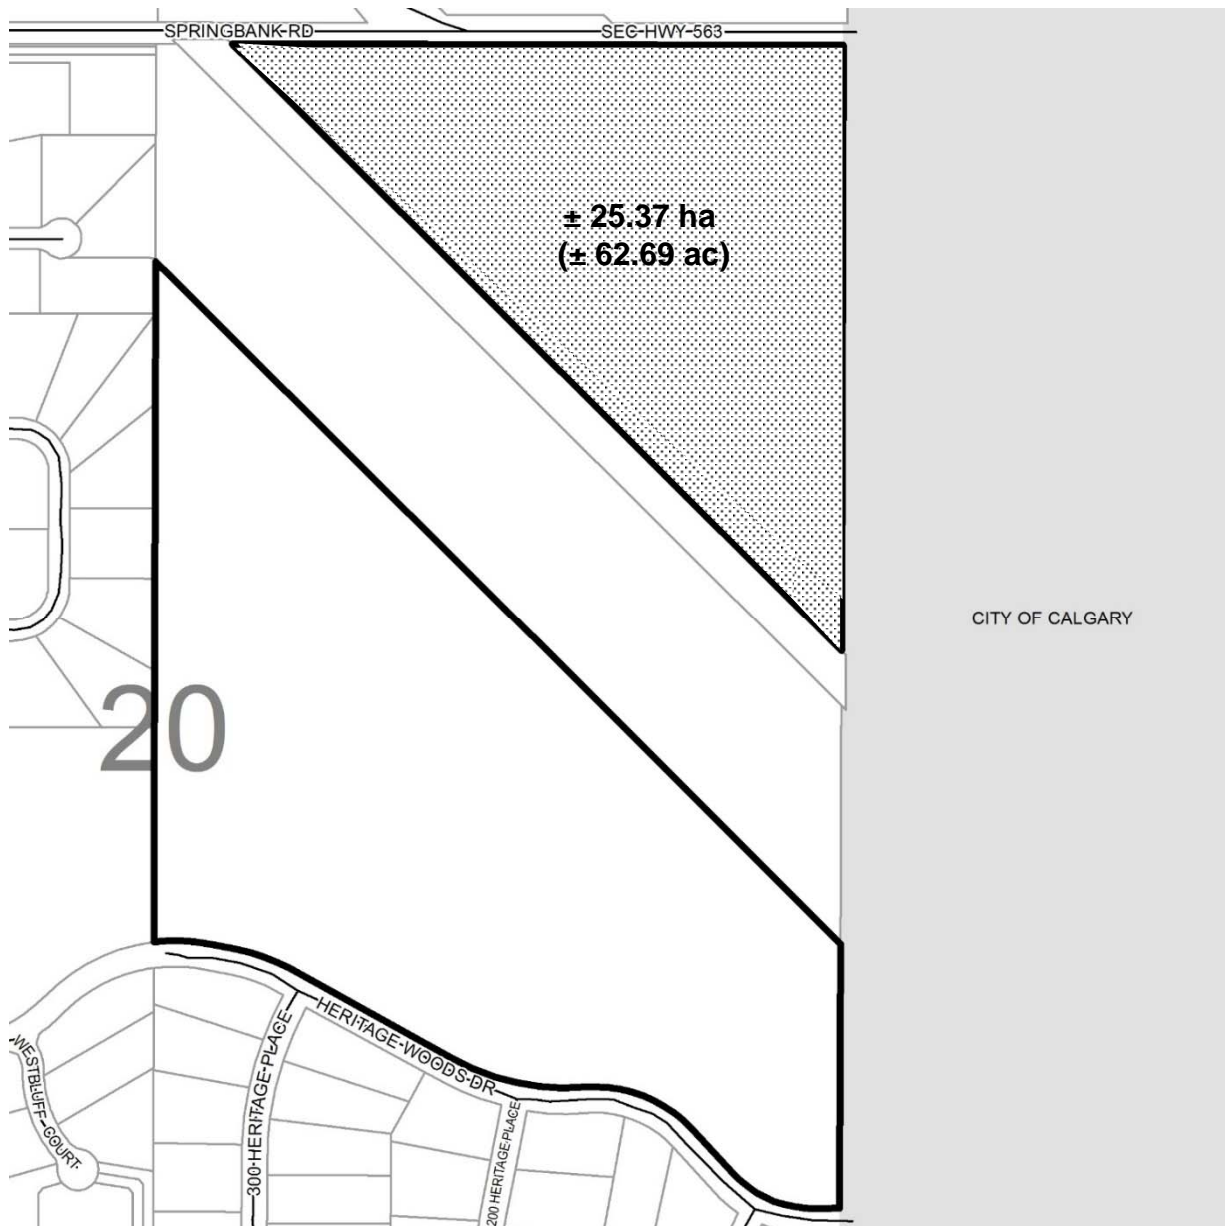 SPRINGBANK-RD
SEC-HWY-563
± 25.37 ha
(± 62.69 ac)
CITY OF CALGARY
20
HERITAGE-WOODS-DR
300-HERITAGE-PLACE
WESTBLUFF-COURT
200 HERITAGE-PLACE